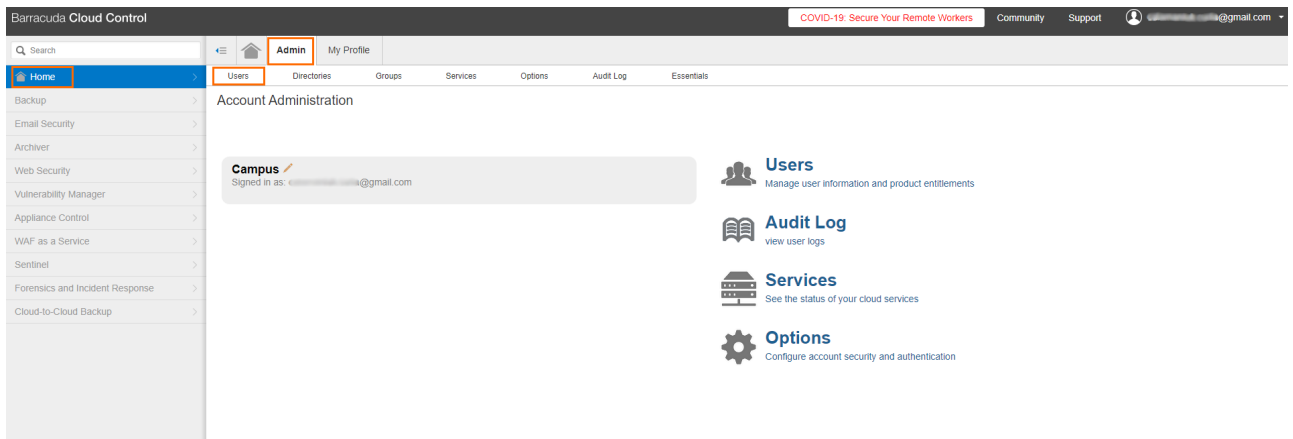 Barracuda Cloud Control
COVID-19: Secure Your Remote Workers
Community
Support
@gmail.com
Search
Admin
My Profile
Home
Users
Directories
Groups
Services
Options
Audit Log
Essentials
Backup
Email Security
Archiver
Web Security
Vulnerability Manager
Appliance Control
WAF as a Service
Sentinel
Forensics and Incident Response
Cloud-to-Cloud Backup
Account Administration
Campus
Signed in as: @gmail.com
Users
Manage user information and product entitlements
Audit Log
view user logs
Services
See the status of your cloud services
Options
Configure account security and authentication